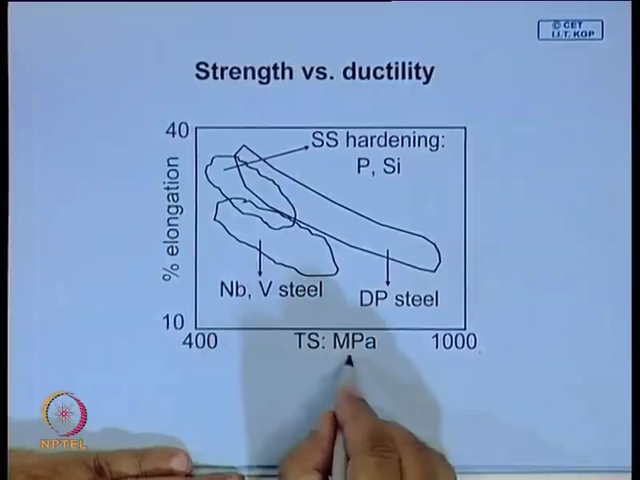 © CET
I.I.T. KGP
Strength vs. ductility
40
SS hardening:
P, Si
% elongation
Nb, V steel
DP steel
10
400
TS: MPa
1000
NPTEL